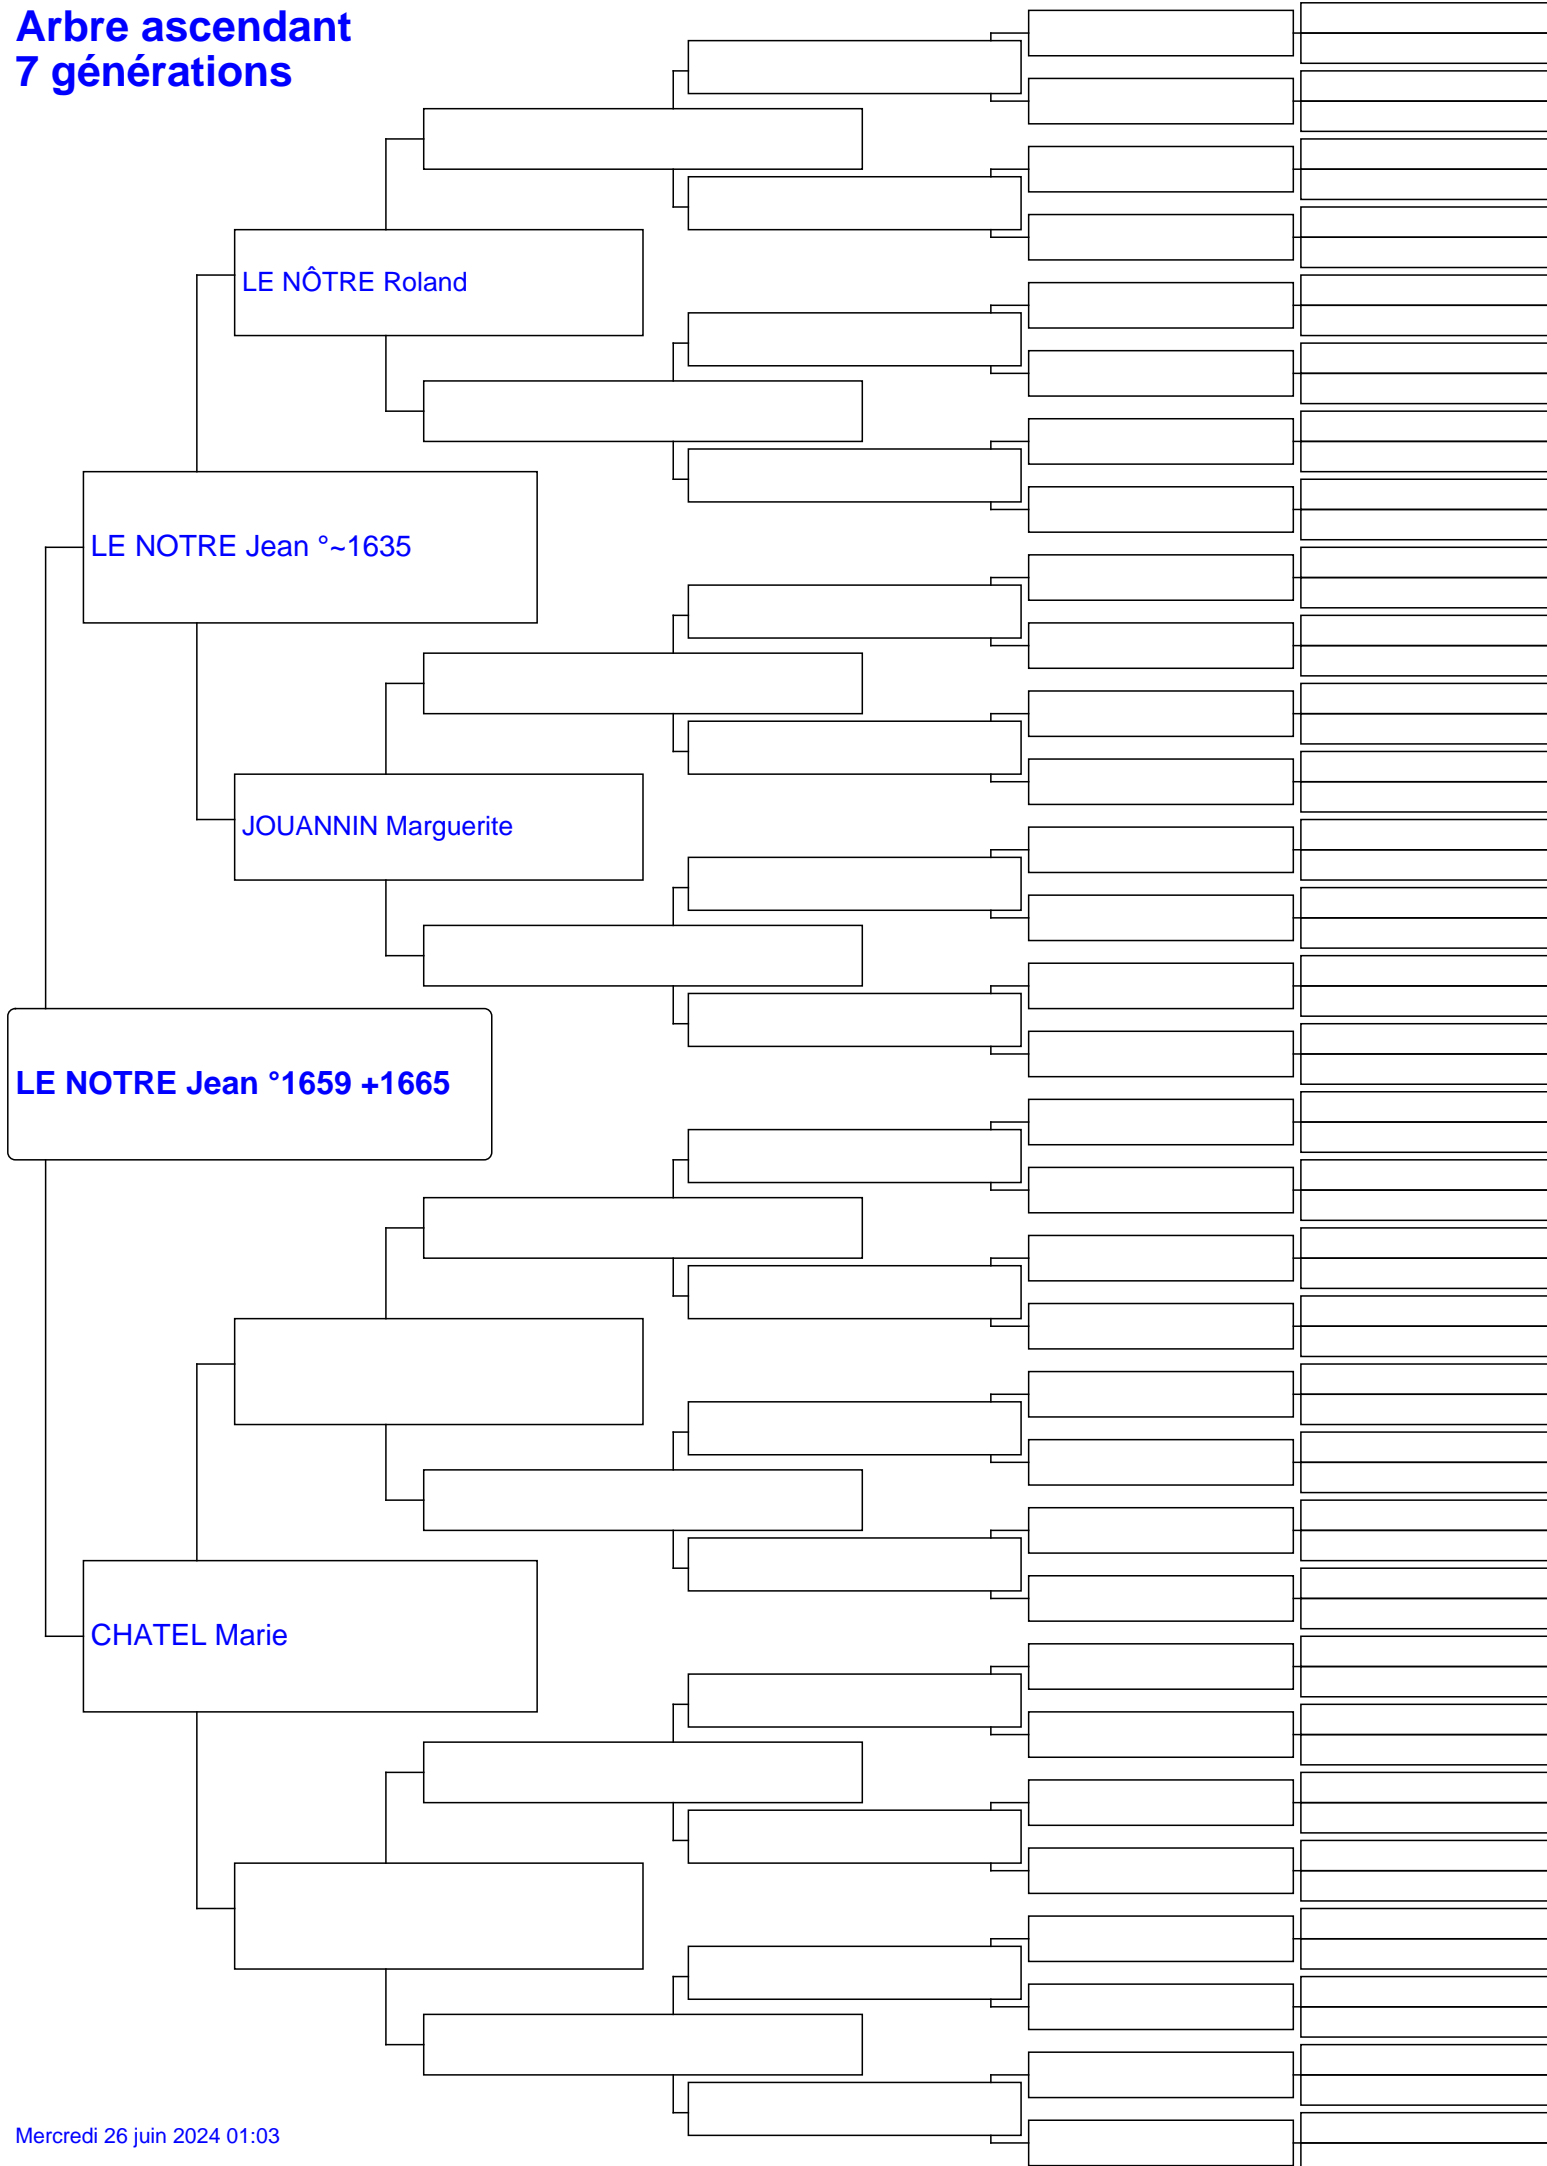 Arbre ascendant
7 générations
LE NÔTRE Roland
LE NOTRE Jean °~1635
JOUANNIN Marguerite
LE NOTRE Jean °1659 +1665
CHATEL Marie
Mercredi 26 juin 2024 01:03